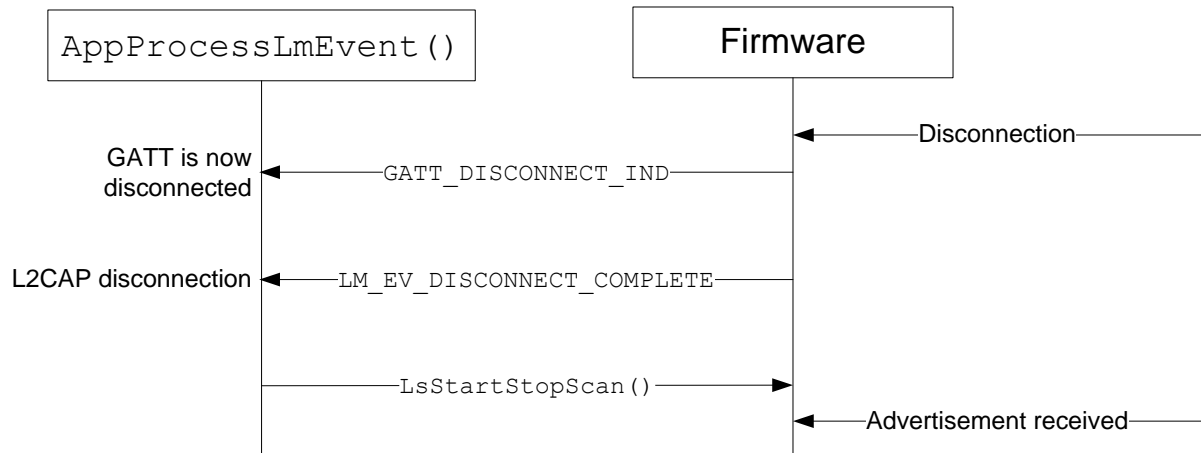 AppProcessLmEvent()
Firmware
Disconnection
GATT is now
disconnected
GATT_DISCONNECT_IND
L2CAP disconnection
LM_EV_DISCONNECT_COMPLETE
LsStartStopScan()
Advertisement received